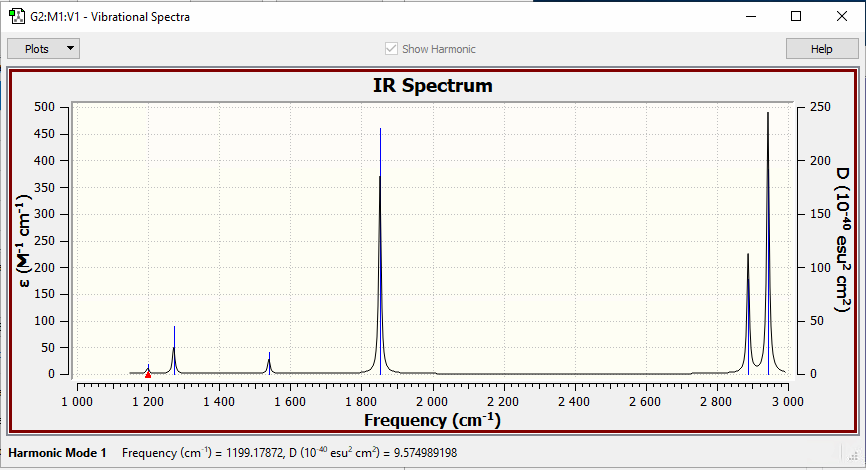 G2:M1:V1 - Vibrational Spectra
Plots
Show Harmonic
Help
IR Spectrum
500
450
400
350
300
250
200
150
100
50
0
ε (M⁻¹ cm⁻¹)
250
200
150
100
50
0
D (10⁻⁴⁰ esu² cm²)
1 000 1 200 1 400 1 600 1 800 2 000 2 200 2 400 2 600 2 800 3 000
Frequency (cm⁻¹)
Harmonic Mode 1 Frequency (cm⁻¹) = 1199.17872, D (10⁻⁴⁰ esu² cm²) = 9.574989198